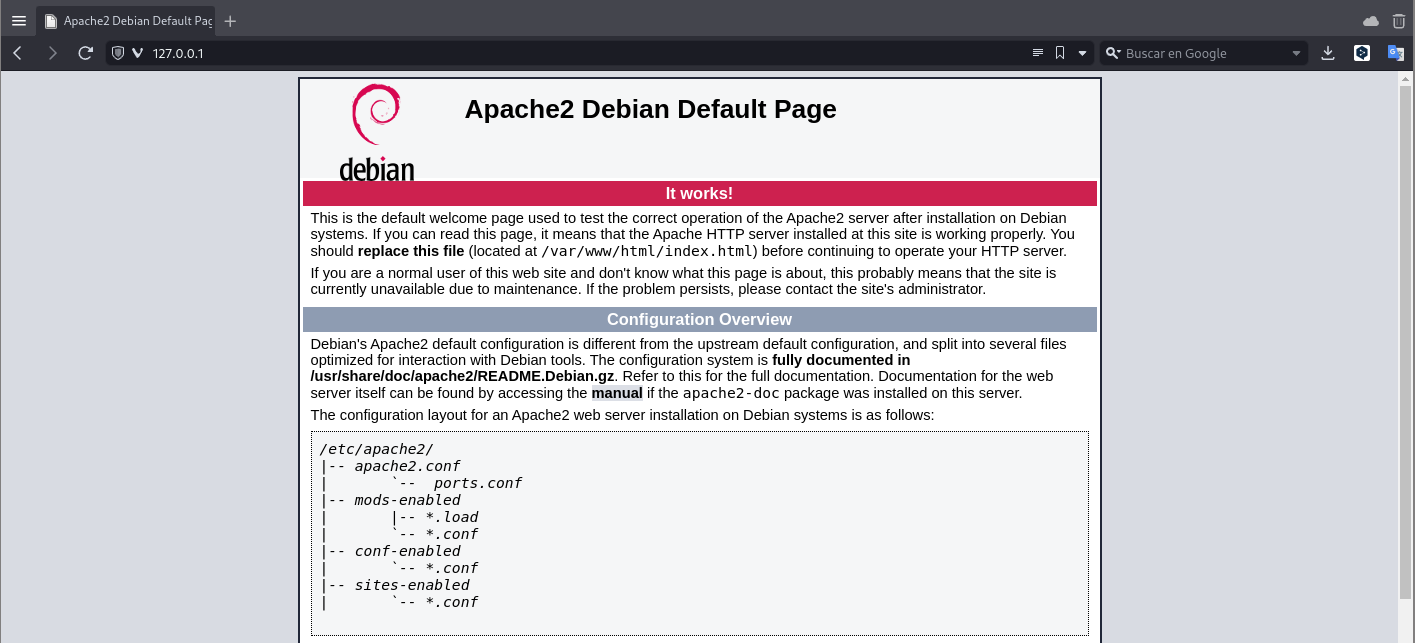 Apache2 Debian Default Pag
127.0.0.1
Buscar en Google
debian
Apache2 Debian Default Page
It works!
This is the default welcome page used to test the correct operation of the Apache2 server after installation on Debian
systems. If you can read this page, it means that the Apache HTTP server installed at this site is working properly. You
should replace this file (located at /var/www/html/index.html) before continuing to operate your HTTP server.
If you are a normal user of this web site and don't know what this page is about, this probably means that the site is
currently unavailable due to maintenance. If the problem persists, please contact the site's administrator.
Configuration Overview
Debian's Apache2 default configuration is different from the upstream default configuration, and split into several files
optimized for interaction with Debian tools. The configuration system is fully documented in
/usr/share/doc/apache2/README.Debian.gz. Refer to this for the full documentation. Documentation for the web
server itself can be found by accessing the manual if the apache2-doc package was installed on this server.
The configuration layout for an Apache2 web server installation on Debian systems is as follows:
/etc/apache2/
|-- apache2.conf
|       `--  ports.conf
|-- mods-enabled
|       |-- *.load
|       `-- *.conf
|-- conf-enabled
|       `-- *.conf
|-- sites-enabled
|       `-- *.conf